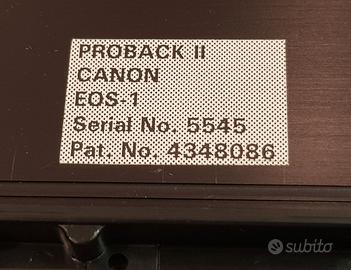 PROBACK II
CANON
EOS-1
Serial No. 5545
Pat. No. 4348086
subito